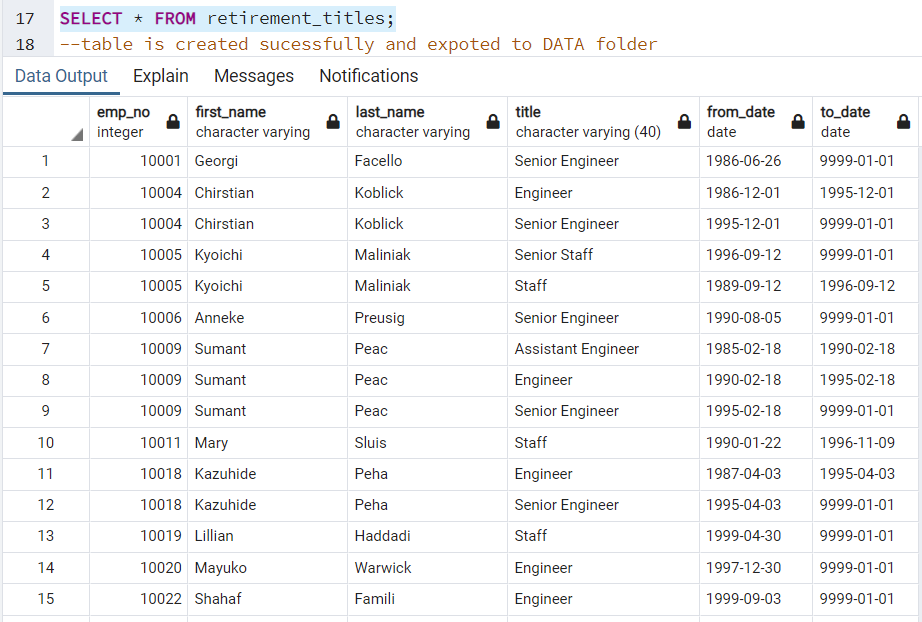 17 SELECT * FROM retirement_titles;
18 --table is created sucessfully and expoted to DATA folder
Data Output Explain Messages Notifications
emp_no first_name last_name title from_date to_date
integer character varying character varying character varying (40) date date
1 10001 Georgi Facello Senior Engineer 1986-06-26 9999-01-01
2 10004 Chirstian Koblick Engineer 1986-12-01 1995-12-01
3 10004 Chirstian Koblick Senior Engineer 1995-12-01 9999-01-01
4 10005 Kyoichi Maliniak Senior Staff 1996-09-12 9999-01-01
5 10005 Kyoichi Maliniak Staff 1989-09-12 1996-09-12
6 10006 Anneke Preusig Senior Engineer 1990-08-05 9999-01-01
7 10009 Sumant Peac Assistant Engineer 1985-02-18 1990-02-18
8 10009 Sumant Peac Engineer 1990-02-18 1995-02-18
9 10009 Sumant Peac Senior Engineer 1995-02-18 9999-01-01
10 10011 Mary Sluis Staff 1990-01-22 1996-11-09
11 10018 Kazuhide Peha Engineer 1987-04-03 1995-04-03
12 10018 Kazuhide Peha Senior Engineer 1995-04-03 9999-01-01
13 10019 Lillian Haddadi Staff 1999-04-30 9999-01-01
14 10020 Mayuko Warwick Engineer 1997-12-30 9999-01-01
15 10022 Shahaf Famili Engineer 1999-09-03 9999-01-01